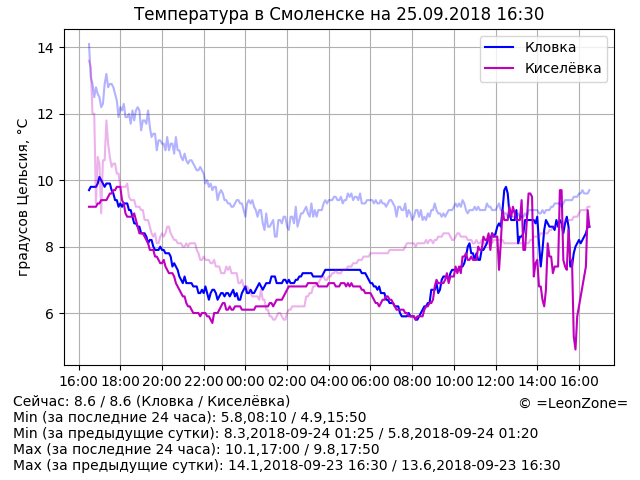 Температура в Смоленске на 25.09.2018 16:30
градусов Цельсия, °C
14
12
10
8
6
Кловка
Киселёвка
16:00 18:00 20:00 22:00 00:00 02:00 04:00 06:00 08:00 10:00 12:00 14:00 16:00
Сейчас: 8.6 / 8.6 (Кловка / Киселёвка)
© =LeonZone=
Min (за последние 24 часа): 5.8,08:10 / 4.9,15:50
Min (за предыдущие сутки): 8.3,2018-09-24 01:25 / 5.8,2018-09-24 01:20
Max (за последние 24 часа): 10.1,17:00 / 9.8,17:50
Max (за предыдущие сутки): 14.1,2018-09-23 16:30 / 13.6,2018-09-23 16:30